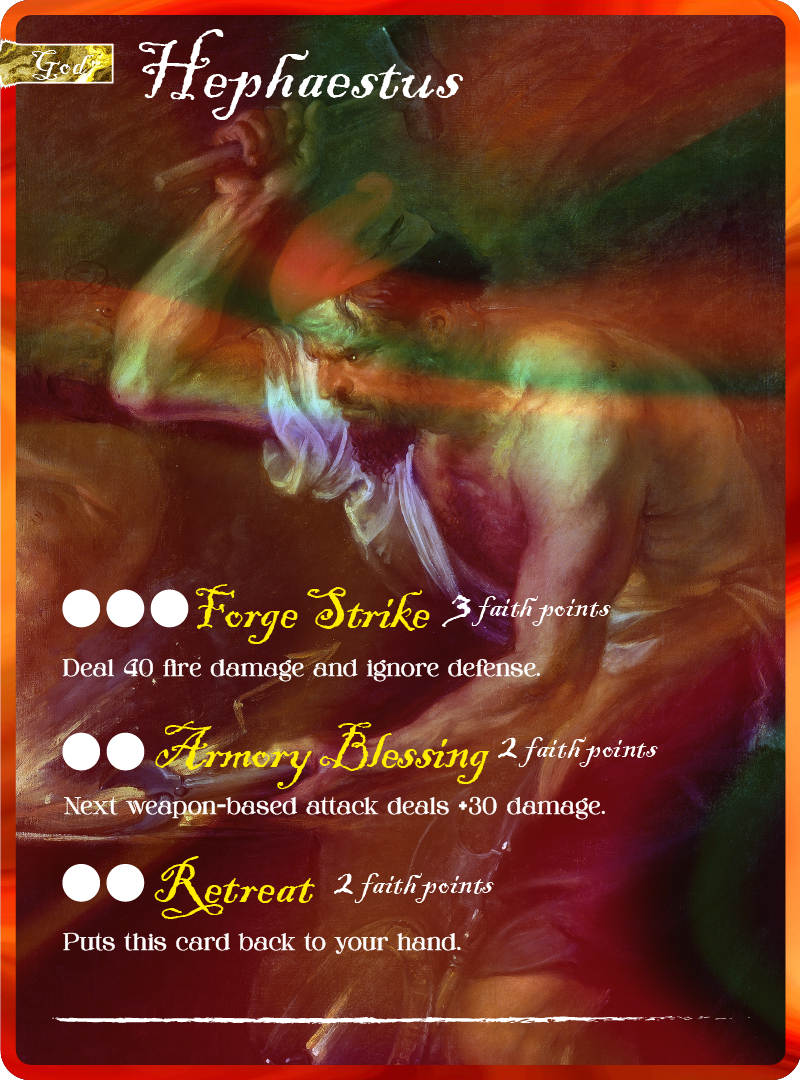 Gods
Hephaestus
Forge Strike 3 faith points
Deal 40 fire damage and ignore defense.
Armory Blessing 2 faith points
Next weapon-based attack deals +30 damage.
Retreat 2 faith points
Puts this card back to your hand.